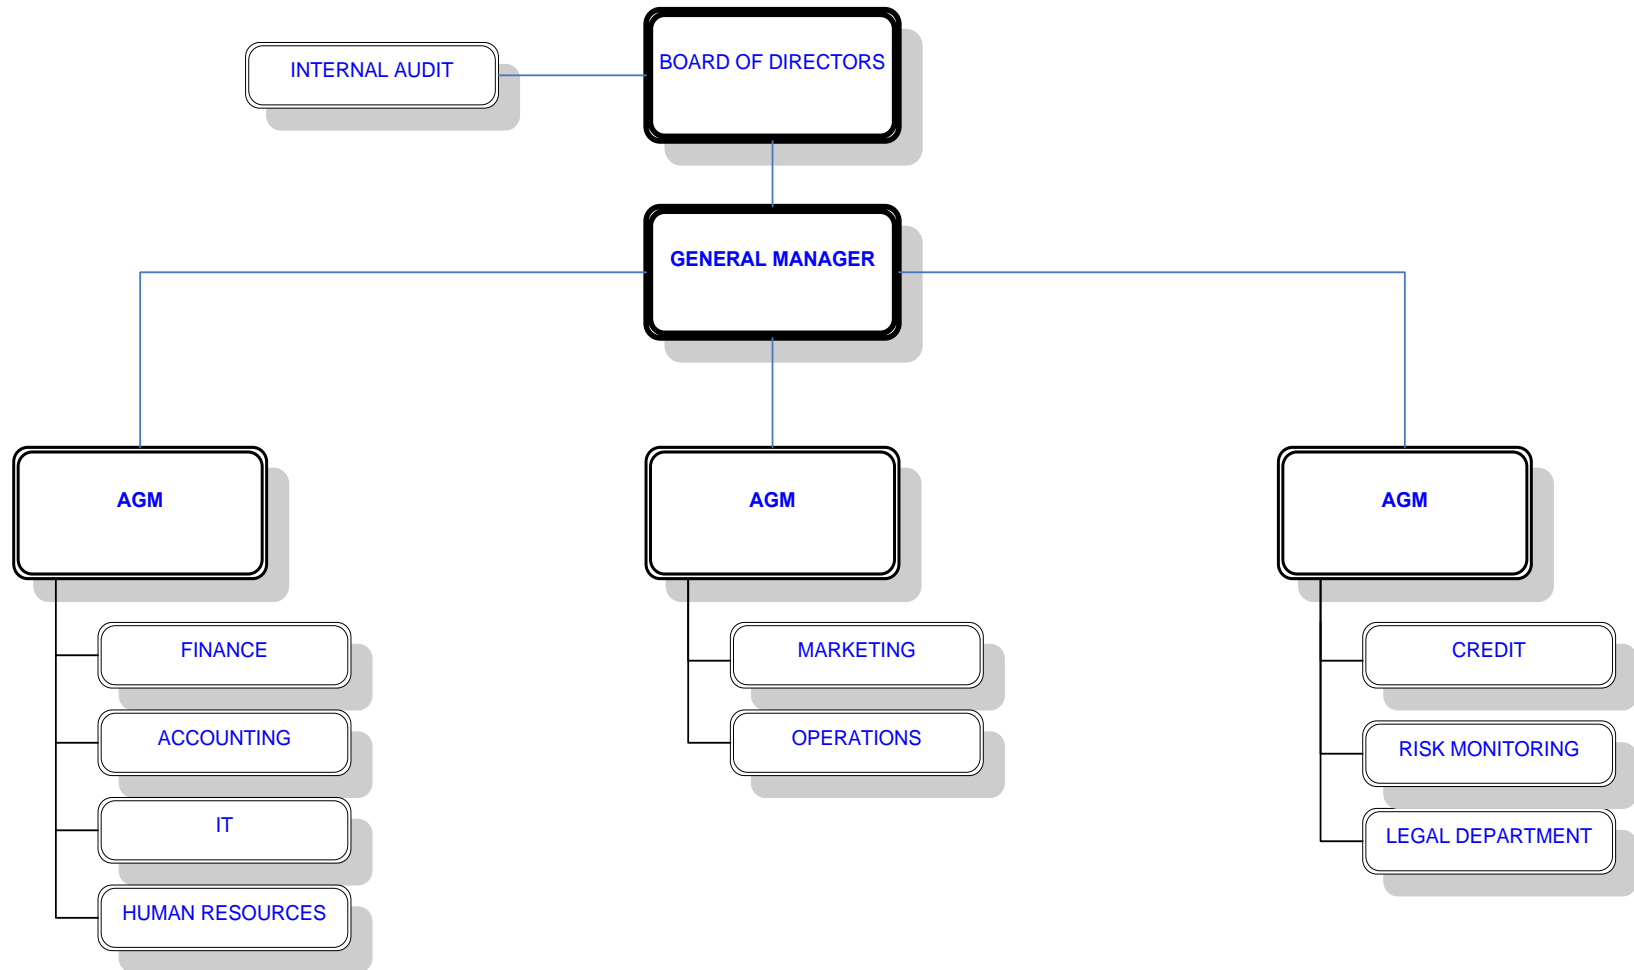 INTERNAL AUDIT
BOARD OF DIRECTORS
GENERAL MANAGER
AGM
AGM
AGM
FINANCE
ACCOUNTING
IT
HUMAN RESOURCES
MARKETING
OPERATIONS
CREDIT
RISK MONITORING
LEGAL DEPARTMENT